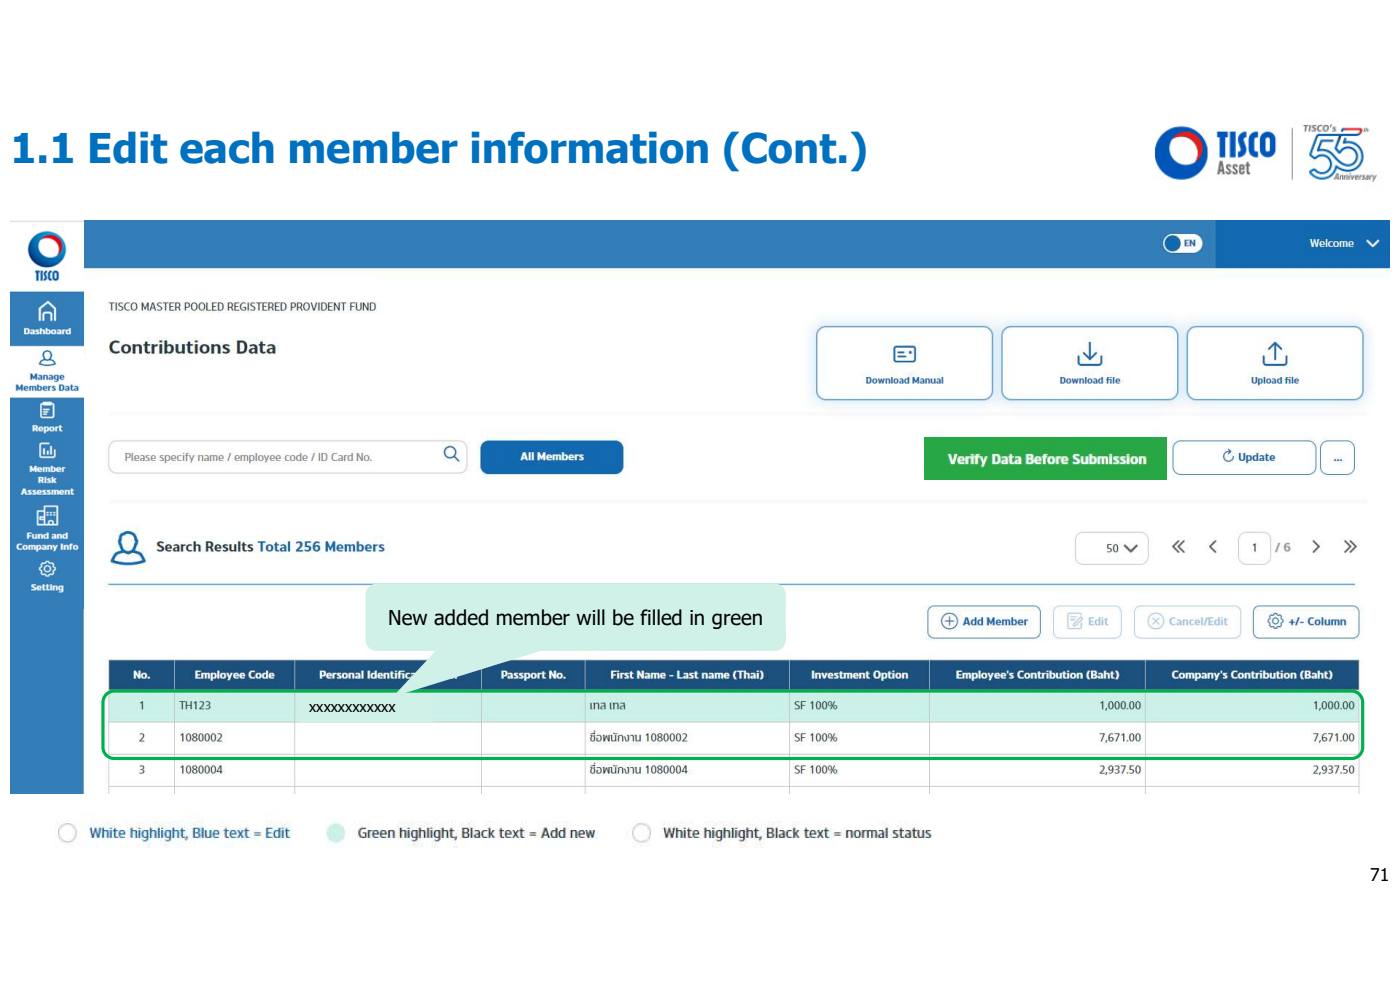 1.1 Edit each member information (Cont.)
TISCO
Asset
TISCO's
55th
Anniversary
TISCO
EN
Welcome
Dashboard
Manage
Members Data
Report
Member
Risk
Assessment
Fund and
Company Info
Setting
TISCO MASTER POOLED REGISTERED PROVIDENT FUND
Contributions Data
Download Manual
Download file
Upload file
Please specify name / employee code / ID Card No.
All Members
Verify Data Before Submission
Update
...
Search Results Total 256 Members
50
1 / 6
New added member will be filled in green
Add Member
Edit
Cancel/Edit
+/- Column
No. Employee Code Personal Identific Passport No. First Name - Last name (Thai) Investment Option Employee's Contribution (Baht) Company's Contribution (Baht)
1 TH123 xxxxxxxxxxxx เทส เทส SF 100% 1,000.00 1,000.00
2 1080002 ชื่อพนักงาน 1080002 SF 100% 7,671.00 7,671.00
3 1080004 ชื่อพนักงาน 1080004 SF 100% 2,937.50 2,937.50
White highlight, Blue text = Edit
Green highlight, Black text = Add new
White highlight, Black text = normal status
71